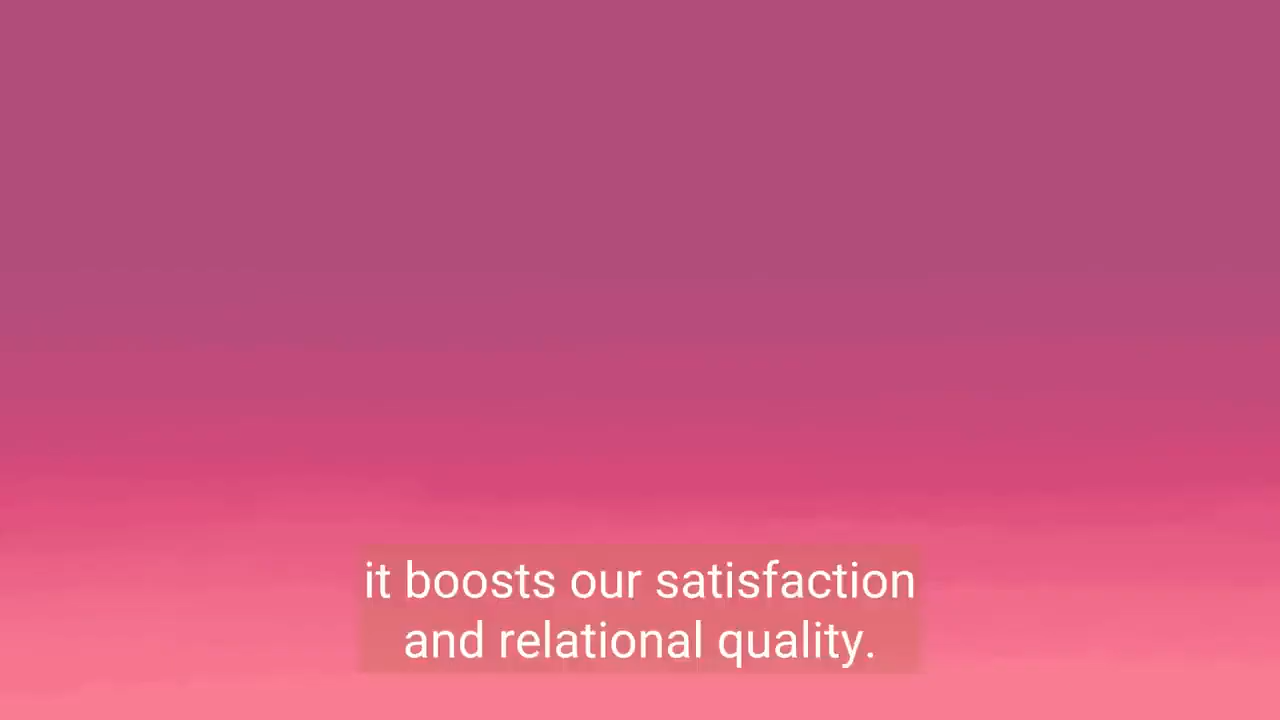 it boosts our satisfaction
and relational quality.